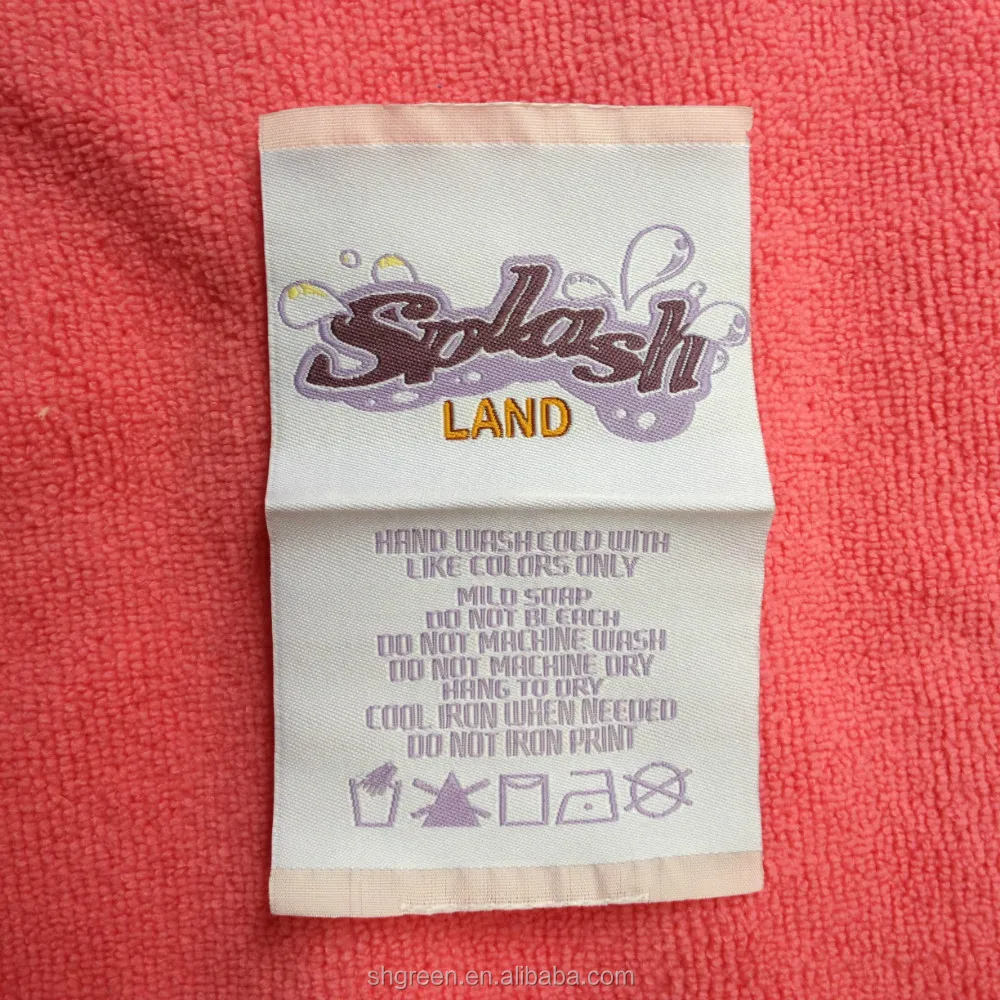 Splash
LAND
HAND WASH COLD WITH
LIKE COLORS ONLY
MILD SOAP
DO NOT BLEACH
DO NOT MACHINE WASH
DO NOT MACHINE DRY
HANG TO DRY
COOL IRON WHEN NEEDED
DO NOT IRON PRINT
shgreen.en.alibaba.com